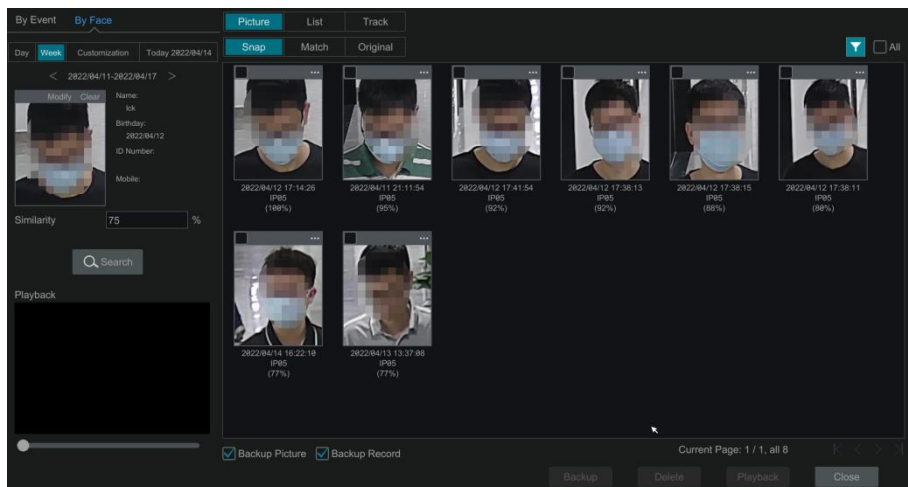 By Event By Face
Day Week Customization Today 2022/04/14
< 2022/04/11-2022/04/17 >
Modify Clear
Name:
lck
Birthday:
2022/04/12
ID Number:
Mobile:
Similarity 75 %
Search
Playback
Picture List Track
Snap Match Original
All
2022/04/12 17:14:26
IP05
(100%)
2022/04/11 21:11:54
IP05
(95%)
2022/04/12 17:41:54
IP05
(92%)
2022/04/12 17:38:13
IP05
(92%)
2022/04/12 17:38:15
IP05
(88%)
2022/04/12 17:38:11
IP05
(80%)
2022/04/14 16:22:10
IP05
(77%)
2022/04/13 13:37:08
IP05
(77%)
Backup Picture Backup Record
Current Page: 1 / 1, all 8
Backup Delete Playback Close